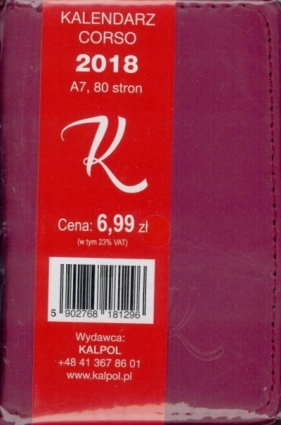 KALENDARZ
CORSO
2018
A7, 80 stron
K
Cena: 6,99 zł
(w tym 23% VAT)
5 902768 181296
Wydawca:
KALPOL
+48 41 367 86 01
www.kalpol.pl
K